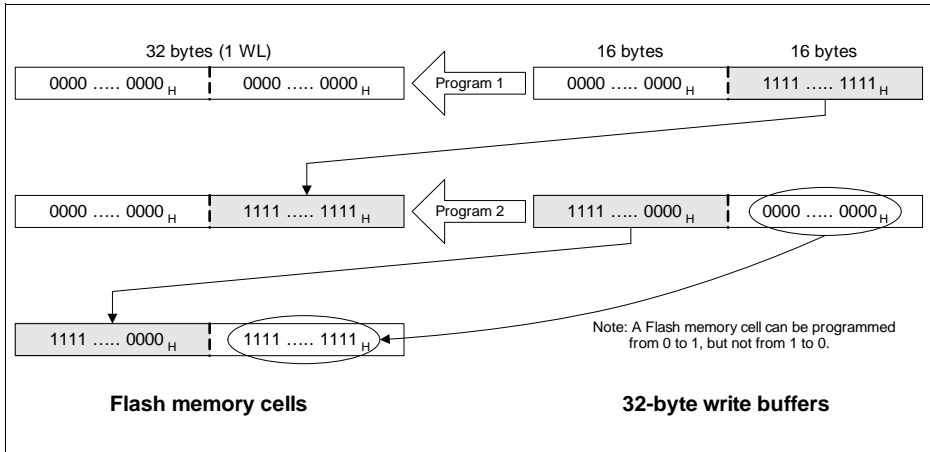 32 bytes (1 WL) 16 bytes 16 bytes
0000 ..... 0000 H 0000 ..... 0000 H Program 1 0000 ..... 0000 H 1111 ..... 1111 H
0000 ..... 0000 H 1111 ..... 1111 H Program 2 1111 ..... 0000 H 0000 ..... 0000 H
1111 ..... 0000 H 1111 ..... 1111 H
Note: A Flash memory cell can be programmed
from 0 to 1, but not from 1 to 0.
Flash memory cells 32-byte write buffers